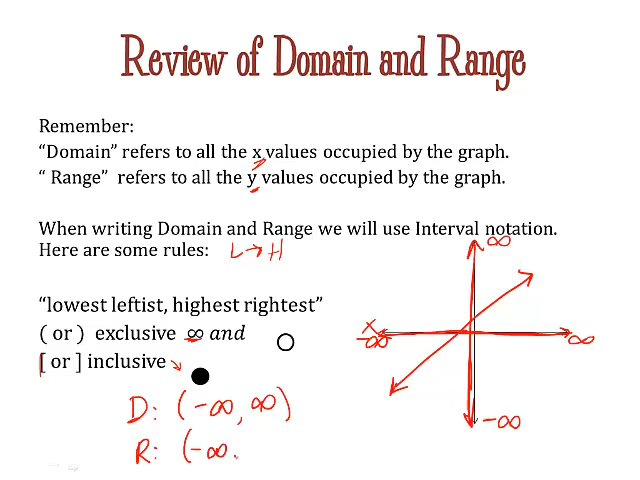 Review of Domain and Range
Remember:
“Domain” refers to all the x values occupied by the graph.
“ Range” refers to all the y values occupied by the graph.
When writing Domain and Range we will use Interval notation.
Here are some rules: L → H
∞
“lowest leftist, highest rightest”
( or ) exclusive ∞ and
x
-∞ ∞
[ or ] inclusive
D: (-∞, ∞)
-∞
R: (-∞,